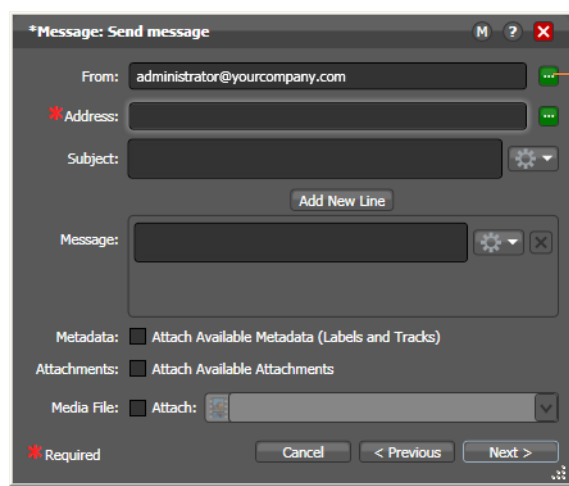 *Message: Send message M ?
From: administrator@yourcompany.com
*Address:
Subject:
Add New Line
Message:
Metadata: Attach Available Metadata (Labels and Tracks)
Attachments: Attach Available Attachments
Media File: Attach:
*Required Cancel < Previous Next >